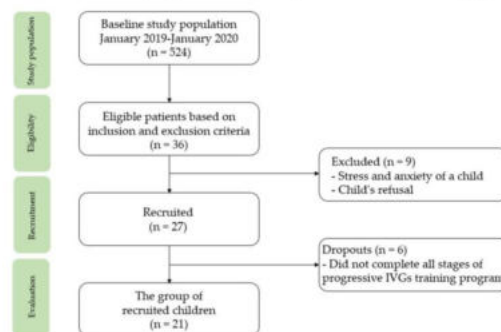 Study population
Baseline study population
January 2019-January 2020
(n = 524)
Eligibility
Eligible patients based on
inclusion and exclusion criteria
(n = 36)
Excluded (n = 9)
- Stress and anxiety of a child
- Child's refusal
Recruitment
Recruited
(n = 27)
Dropouts (n = 6)
- Did not complete all stages of
progressive IVGs training program
Evaluation
The group of
recruited children
(n = 21)